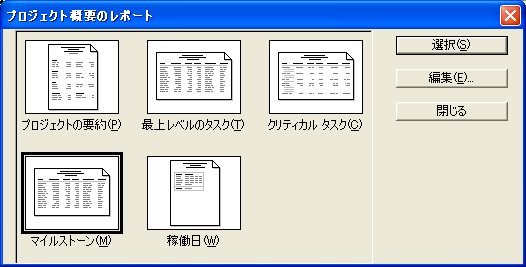 プロジェクト概要のレポート
プロジェクトの要約(P)
最上レベルのタスク(T)
クリティカル タスク(C)
選択(S)
編集(E)...
閉じる
マイルストーン(M)
稼働日(W)